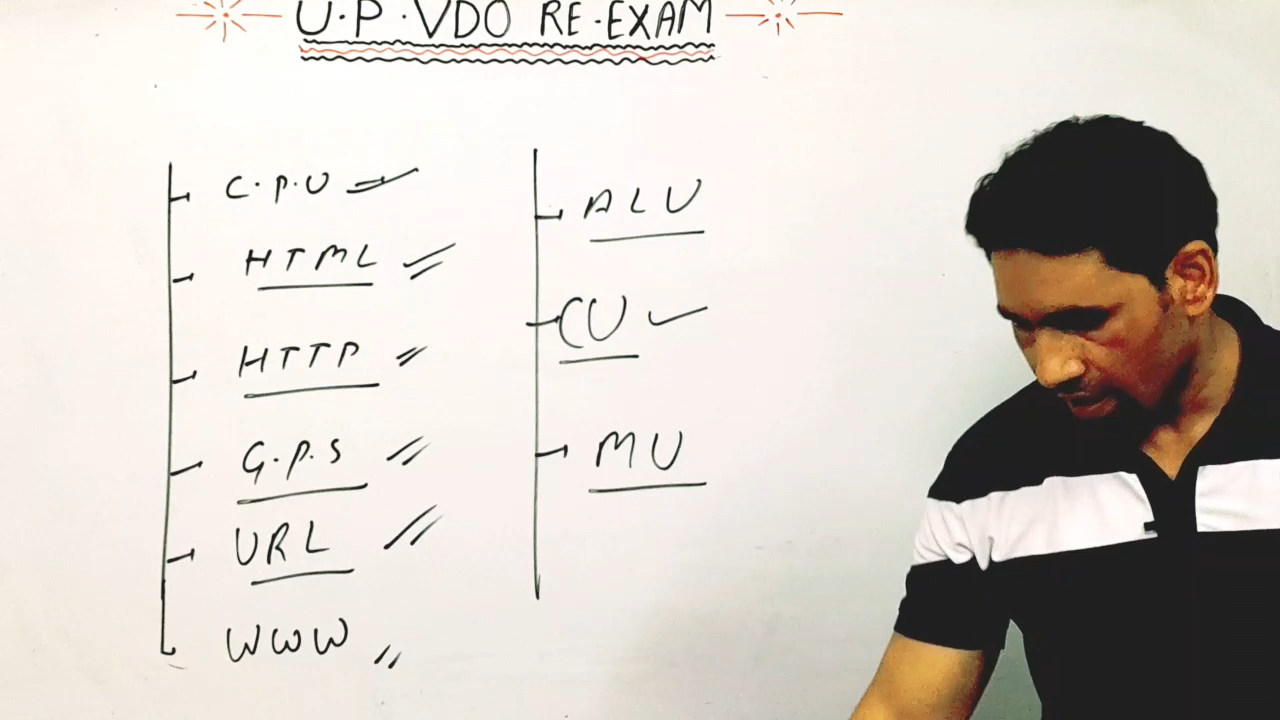 U.P.VDO RE-EXAM
C.P.U
HTML
HTTP
G.P.S
URL
WWW
ALU
CU
MU